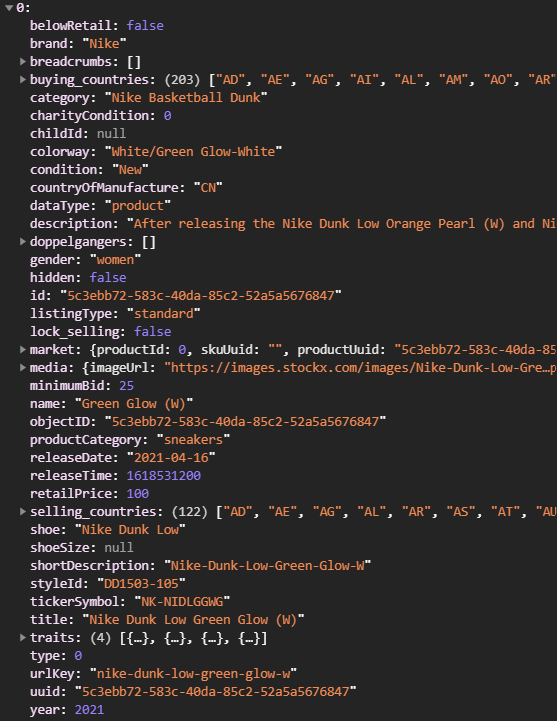 0:
belowRetail: false
brand: "Nike"
breadcrumbs: []
buying_countries: (203) ["AD", "AE", "AG", "AI", "AL", "AM", "AO", "AR"
category: "Nike Basketball Dunk"
charityCondition: 0
childId: null
colorway: "White/Green Glow-White"
condition: "New"
countryOfManufacture: "CN"
dataType: "product"
description: "After releasing the Nike Dunk Low Orange Pearl (W) and Ni
doppelgangers: []
gender: "women"
hidden: false
id: "5c3ebb72-583c-40da-85c2-52a5a5676847"
listingType: "standard"
lock_selling: false
market: {productId: 0, skuUuid: "", productUuid: "5c3ebb72-583c-40da-85
media: {imageUrl: "https://images.stockx.com/images/Nike-Dunk-Low-Gre…p
minimumBid: 25
name: "Green Glow (W)"
objectID: "5c3ebb72-583c-40da-85c2-52a5a5676847"
productCategory: "sneakers"
releaseDate: "2021-04-16"
releaseTime: 1618531200
retailPrice: 100
selling_countries: (122) ["AD", "AE", "AG", "AL", "AR", "AS", "AT", "AU
shoe: "Nike Dunk Low"
shoeSize: null
shortDescription: "Nike-Dunk-Low-Green-Glow-W"
styleId: "DD1503-105"
tickerSymbol: "NK-NIDLGGWG"
title: "Nike Dunk Low Green Glow (W)"
traits: (4) [{…}, {…}, {…}, {…}]
type: 0
urlKey: "nike-dunk-low-green-glow-w"
uuid: "5c3ebb72-583c-40da-85c2-52a5a5676847"
year: 2021